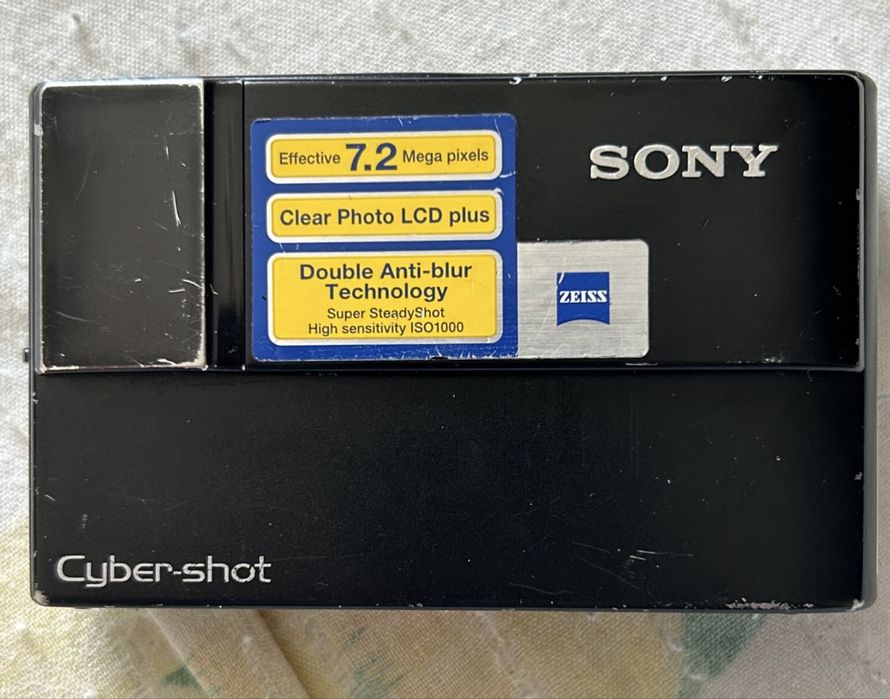 Effective 7.2 Mega pixels
SONY
Clear Photo LCD plus
Double Anti-blur
Technology
Super SteadyShot
High sensitivity ISO1000
ZEISS
Cyber-shot